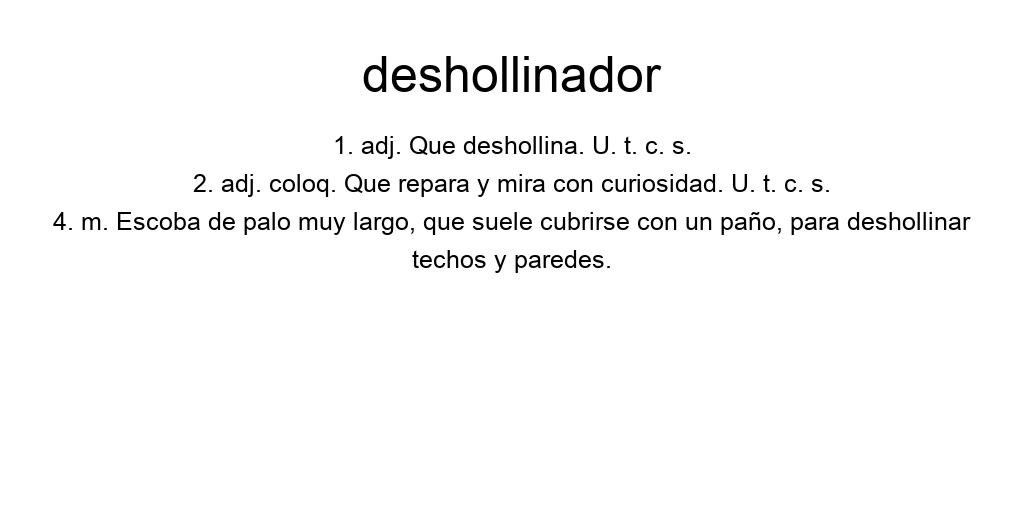 deshollinador
1. adj. Que deshollina. U. t. c. s.
2. adj. coloq. Que repara y mira con curiosidad. U. t. c. s.
4. m. Escoba de palo muy largo, que suele cubrirse con un paño, para deshollinar
techos y paredes.